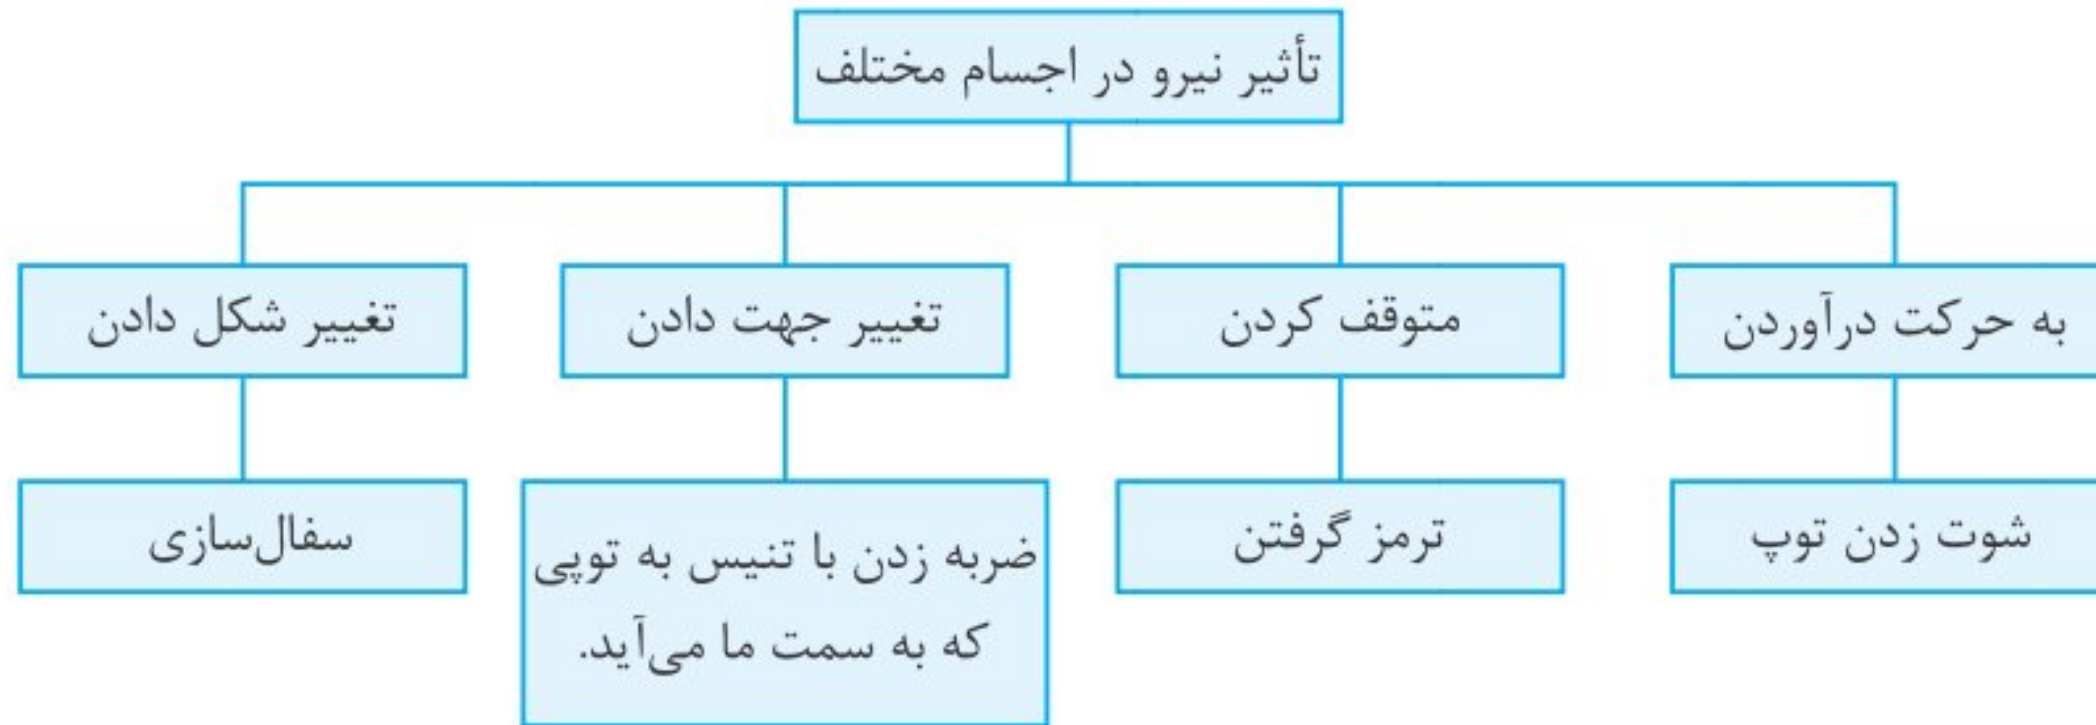 تأثیر نیرو در اجسام مختلف
به حرکت درآوردن
متوقف کردن
تغییر جهت دادن
تغییر شکل دادن
شوت زدن توپ
ترمز گرفتن
ضربه زدن با تنیس به توپی
که به سمت ما می‌آید.
سفال‌سازی